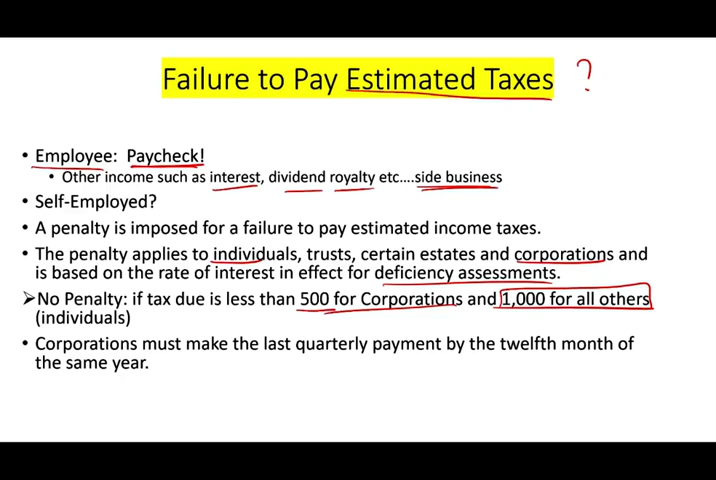 Failure to Pay Estimated Taxes ?
• Employee: Paycheck!
• Other income such as interest, dividend royalty etc....side business
• Self-Employed?
• A penalty is imposed for a failure to pay estimated income taxes.
• The penalty applies to individuals, trusts, certain estates and corporations and
is based on the rate of interest in effect for deficiency assessments.
➢No Penalty: if tax due is less than 500 for Corporations and 1,000 for all others
(individuals)
• Corporations must make the last quarterly payment by the twelfth month of
the same year.